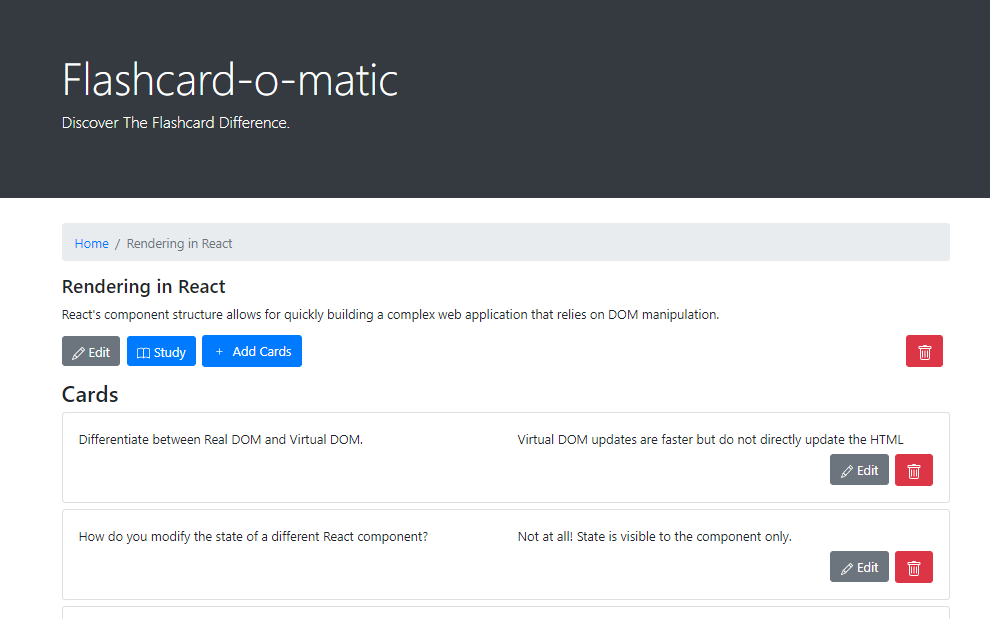 Flashcard-o-matic
Discover The Flashcard Difference.
Home / Rendering in React
Rendering in React
React's component structure allows for quickly building a complex web application that relies on DOM manipulation.
Edit Study + Add Cards
Cards
Differentiate between Real DOM and Virtual DOM. Virtual DOM updates are faster but do not directly update the HTML
Edit
How do you modify the state of a different React component? Not at all! State is visible to the component only.
Edit